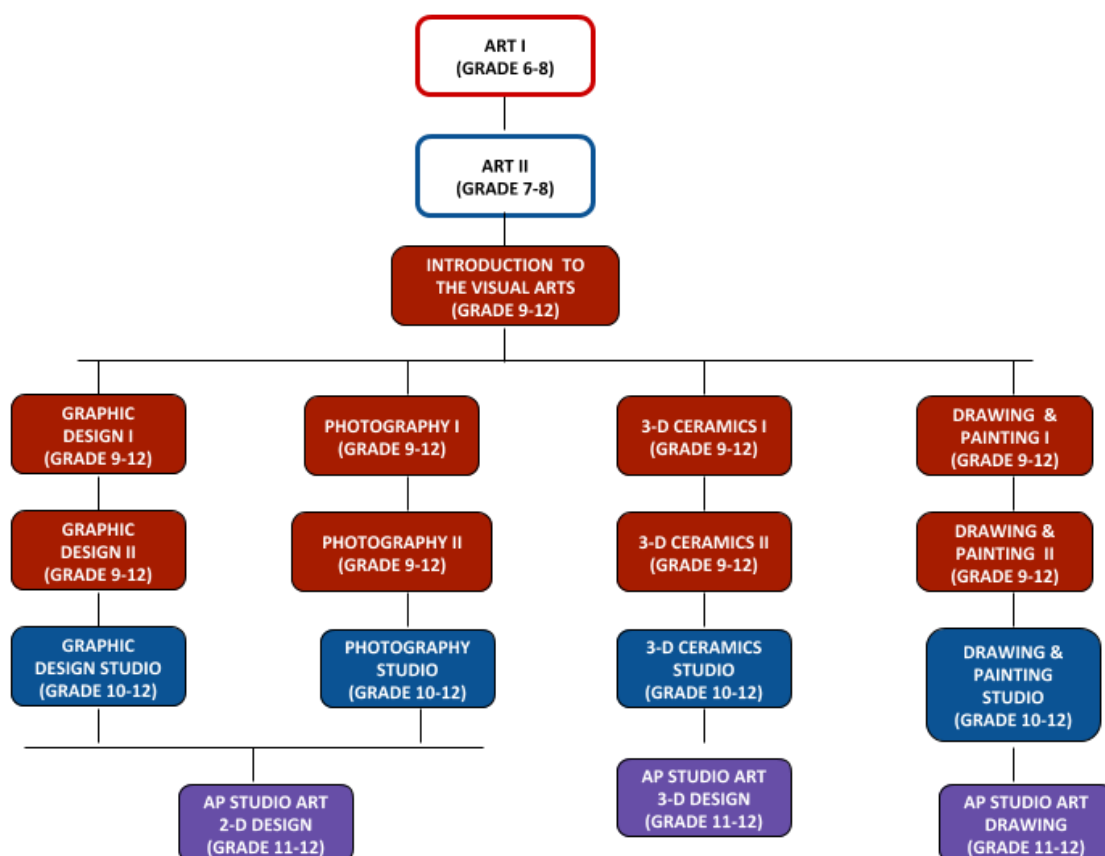 ART I
(GRADE 6-8)
ART II
(GRADE 7-8)
INTRODUCTION TO
THE VISUAL ARTS
(GRADE 9-12)
GRAPHIC
DESIGN I
(GRADE 9-12)
PHOTOGRAPHY I
(GRADE 9-12)
3-D CERAMICS I
(GRADE 9-12)
DRAWING &
PAINTING I
(GRADE 9-12)
GRAPHIC
DESIGN II
(GRADE 9-12)
PHOTOGRAPHY II
(GRADE 9-12)
3-D CERAMICS II
(GRADE 9-12)
DRAWING &
PAINTING II
(GRADE 9-12)
GRAPHIC
DESIGN STUDIO
(GRADE 10-12)
PHOTOGRAPHY
STUDIO
(GRADE 10-12)
3-D CERAMICS
STUDIO
(GRADE 10-12)
DRAWING &
PAINTING
STUDIO
(GRADE 10-12)
AP STUDIO ART
2-D DESIGN
(GRADE 11-12)
AP STUDIO ART
3-D DESIGN
(GRADE 11-12)
AP STUDIO ART
DRAWING
(GRADE 11-12)